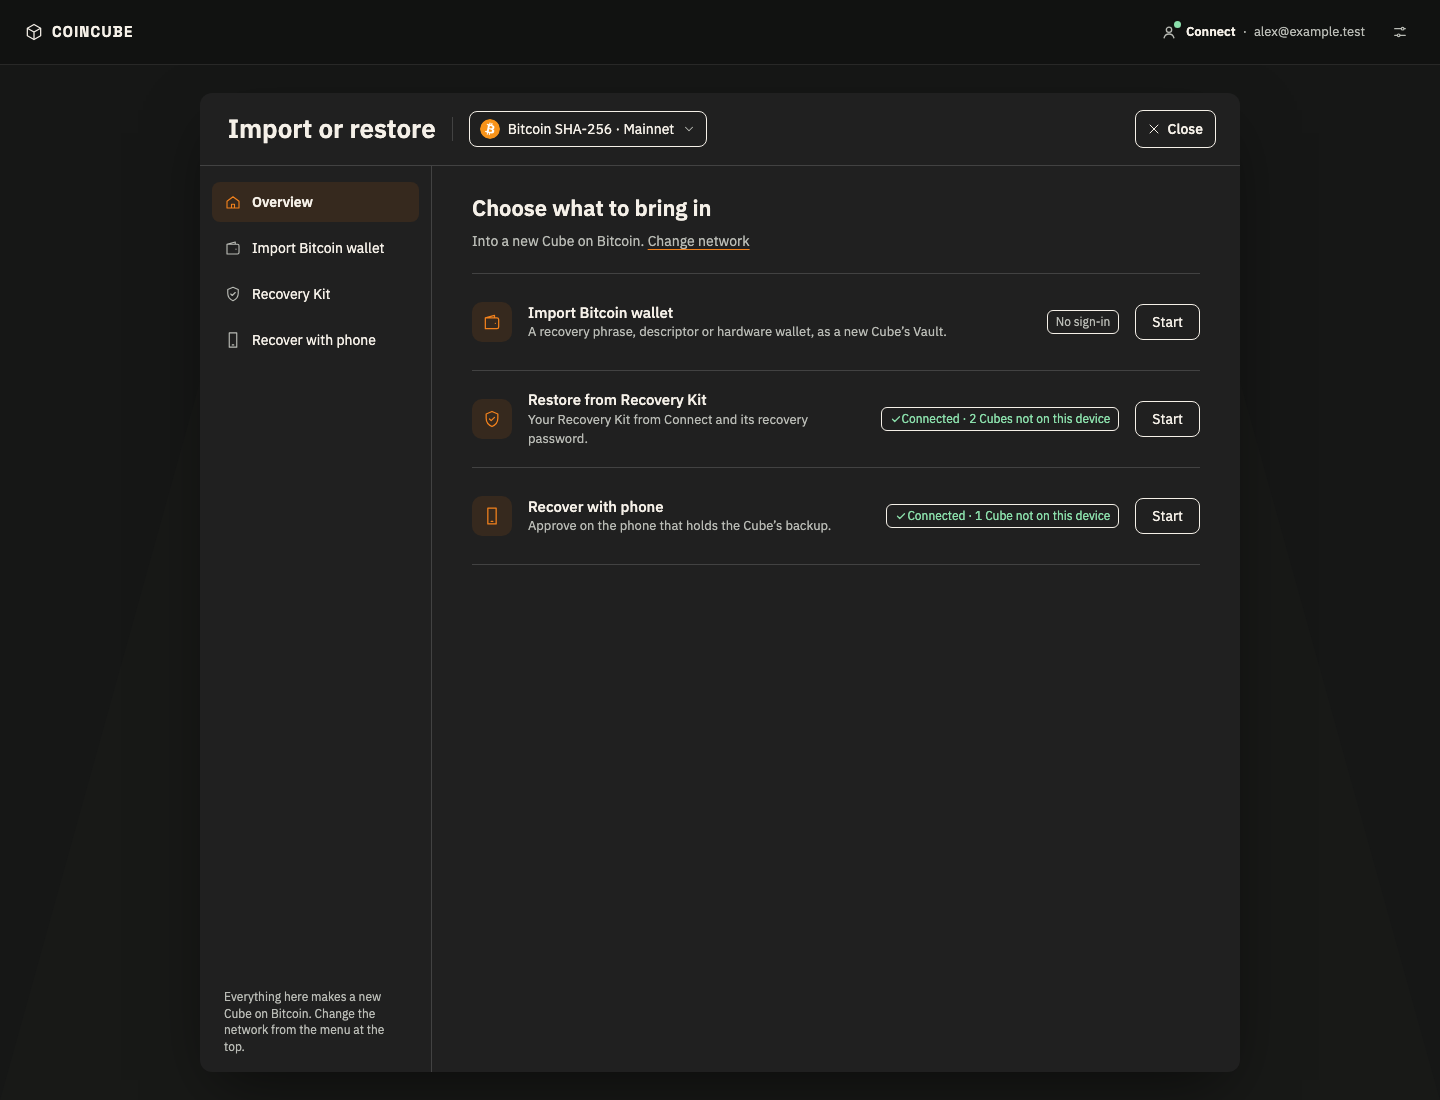 COINCUBE
Connect · alex@example.test
Import or restore
Bitcoin SHA-256 · Mainnet
Close
Overview
Import Bitcoin wallet
Recovery Kit
Recover with phone
Everything here makes a new
Cube on Bitcoin. Change the
network from the menu at the
top.
Choose what to bring in
Into a new Cube on Bitcoin. Change network
Import Bitcoin wallet
A recovery phrase, descriptor or hardware wallet, as a new Cube’s Vault.
No sign-in
Start
Restore from Recovery Kit
Your Recovery Kit from Connect and its recovery
password.
Connected · 2 Cubes not on this device
Start
Recover with phone
Approve on the phone that holds the Cube’s backup.
Connected · 1 Cube not on this device
Start